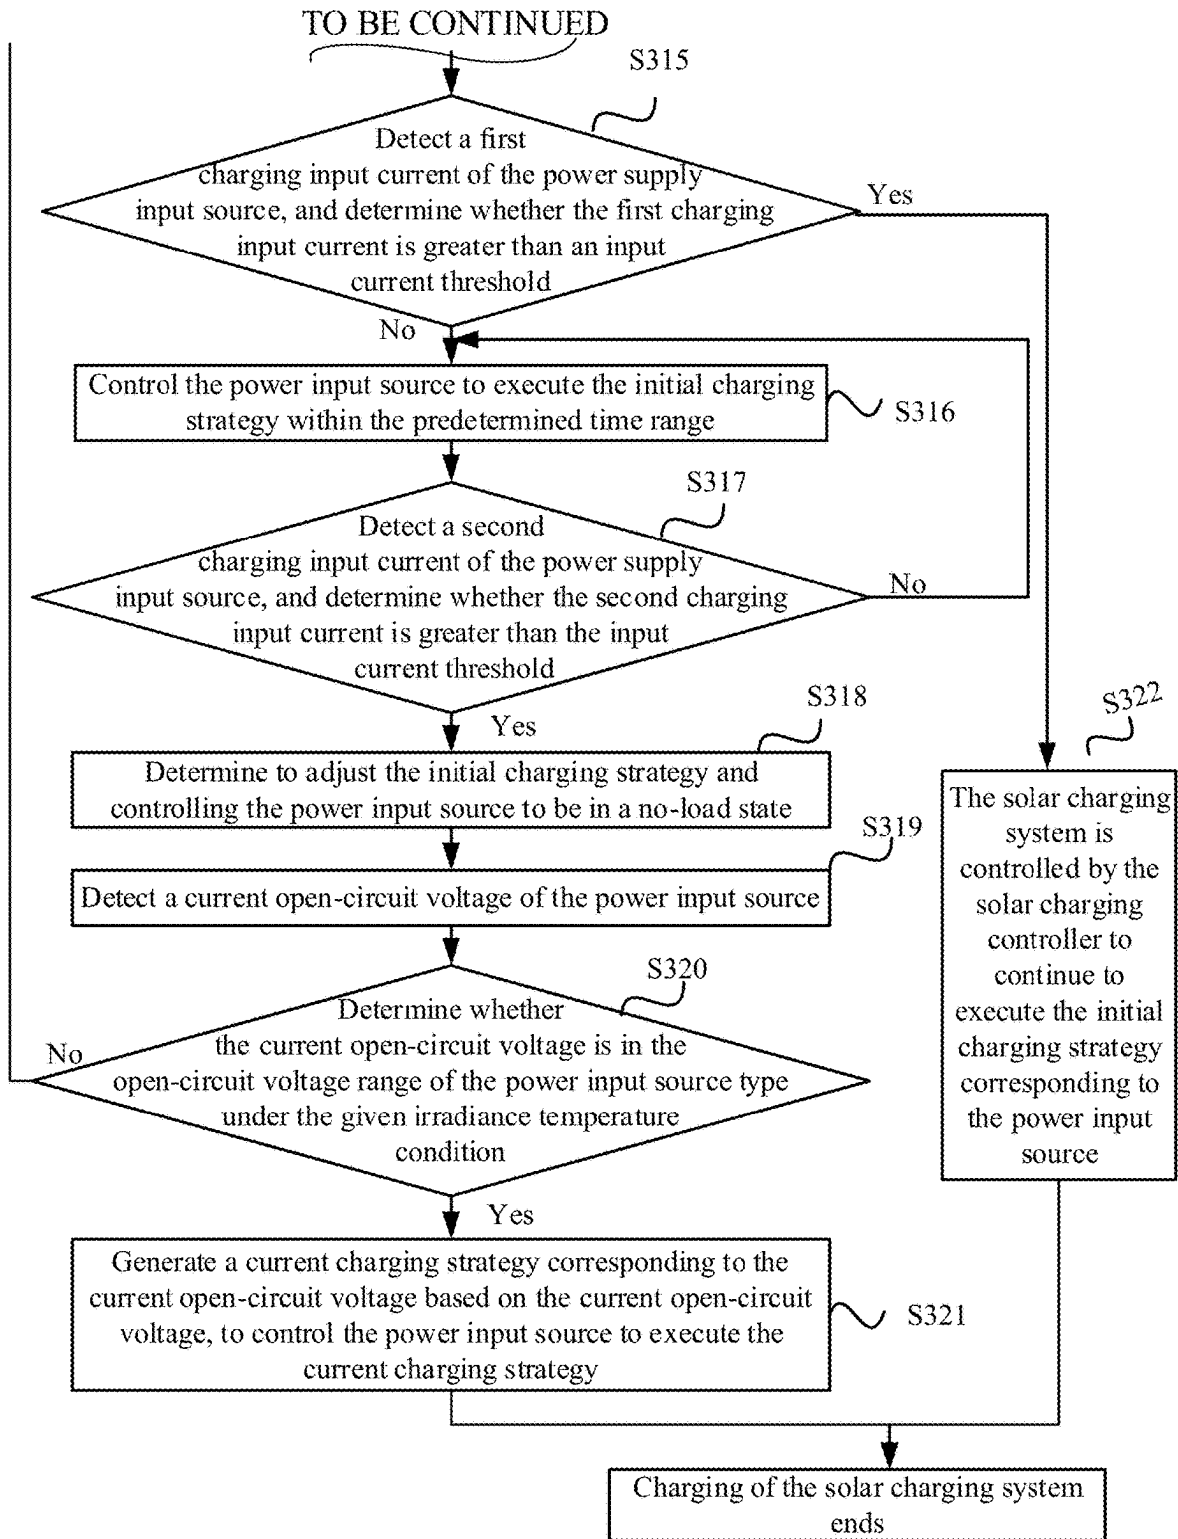 TO BE CONTINUED
S315
Detect a first
charging input current of the power supply
input source, and determine whether the first charging
input current is greater than an input
current threshold
Yes
No
Control the power input source to execute the initial charging
strategy within the predetermined time range
S316
S317
Detect a second
charging input current of the power supply
input source, and determine whether the second charging
input current is greater than the input
current threshold
No
Yes
S318
Determine to adjust the initial charging strategy and
controlling the power input source to be in a no-load state
S319
Detect a current open-circuit voltage of the power input source
S320
Determine whether
the current open-circuit voltage is in the
open-circuit voltage range of the power input source type
under the given irradiance temperature
condition
No
Yes
Generate a current charging strategy corresponding to the
current open-circuit voltage based on the current open-circuit
voltage, to control the power input source to execute the
current charging strategy
S321
S322
The solar charging
system is
controlled by the
solar charging
controller to
continue to
execute the initial
charging strategy
corresponding to
the power input
source
Charging of the solar charging system
ends